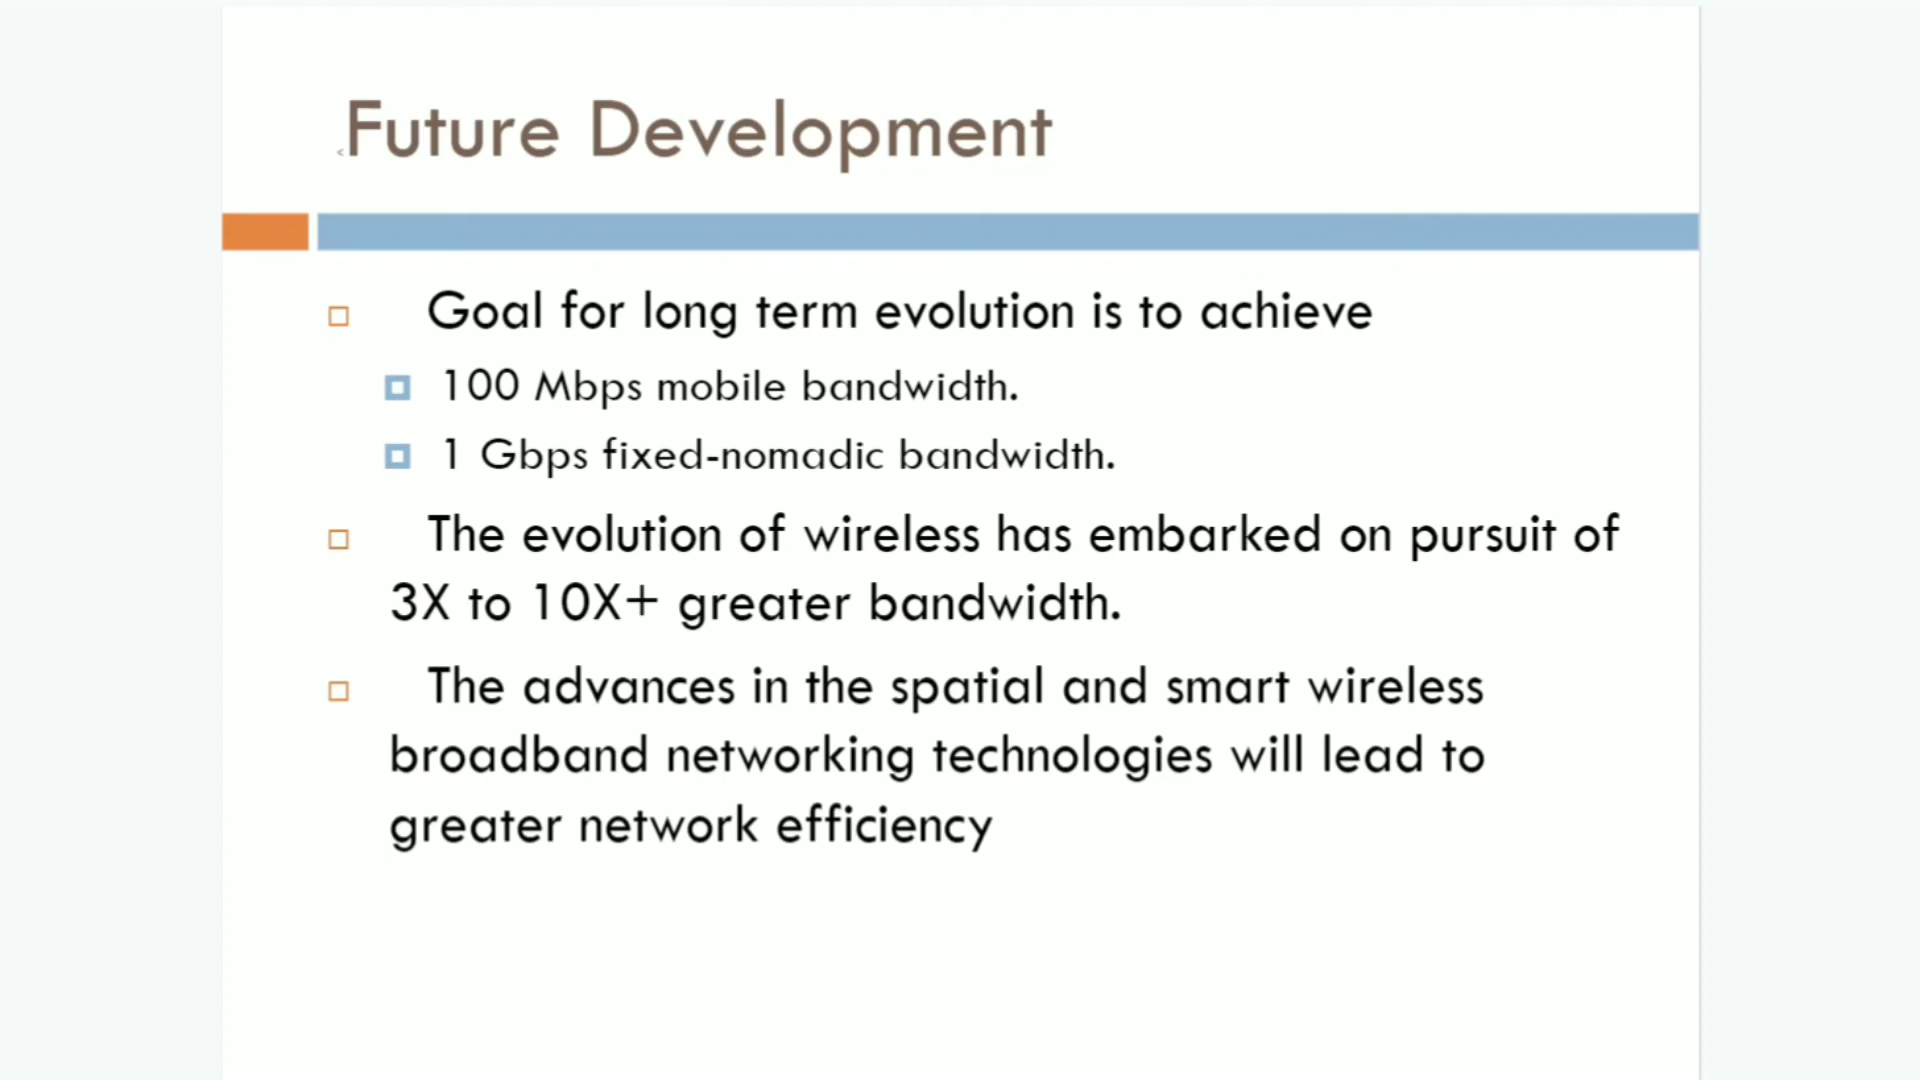 Future Development
Goal for long term evolution is to achieve
100 Mbps mobile bandwidth.
1 Gbps fixed-nomadic bandwidth.
The evolution of wireless has embarked on pursuit of
3X to 10X+ greater bandwidth.
The advances in the spatial and smart wireless
broadband networking technologies will lead to
greater network efficiency